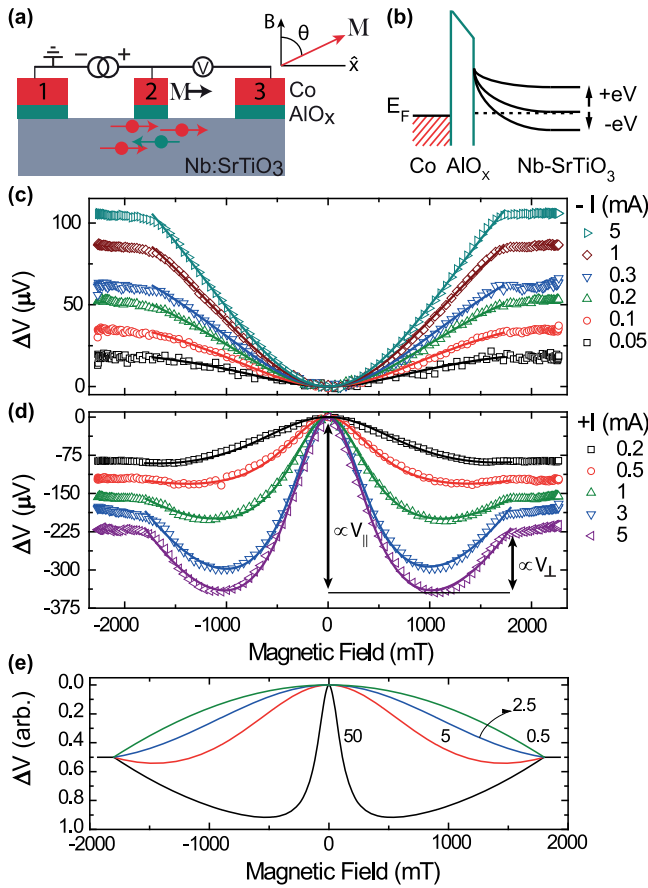 (a)
B
θ
M
x̂
− +
V
1 2 M 3 Co
AlOx
Nb:SrTiO3
(b)
EF
+eV
-eV
Co AlOx Nb-SrTiO3
(c)
ΔV (μV)
100
50
0
- I (mA)
5
1
0.3
0.2
0.1
0.05
(d)
ΔV (μV)
0
-75
-150
-225
-300
-375
∝V||
∝V⊥
+I (mA)
0.2
0.5
1
3
5
-2000 -1000 0 1000 2000
Magnetic Field (mT)
(e)
ΔV (arb.)
0.0
0.2
0.4
0.6
0.8
1.0
50 5 2.5 0.5
-2000 -1000 0 1000 2000
Magnetic Field (mT)